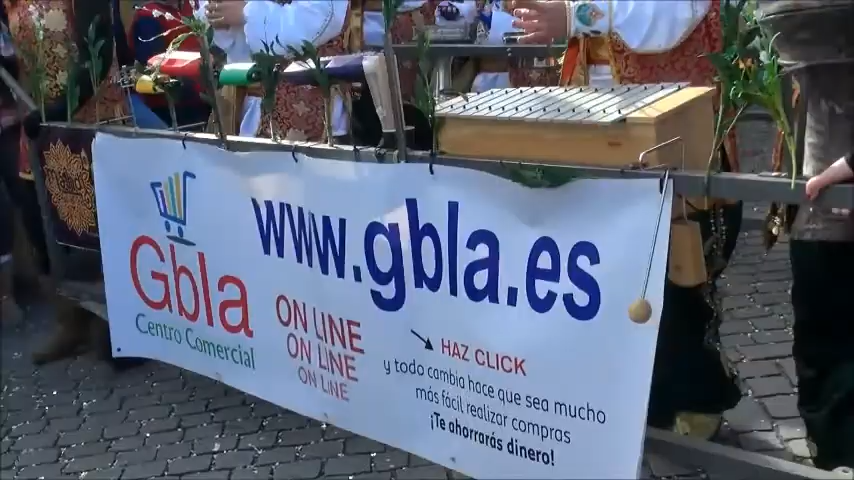 www.gbla.es
Gbla
Centro Comercial
ON LINE
ON LINE
ON LINE
HAZ CLICK
y todo cambia hace que sea mucho
más fácil realizar compras
¡Te ahorrarás dinero!